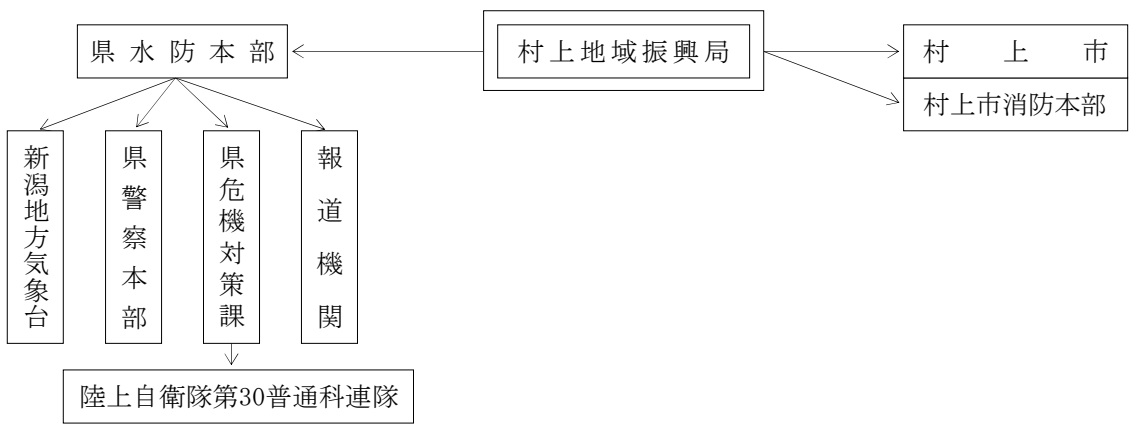 県水防本部
村上地域振興局
村上市
村上市消防本部
新潟地方気象台
県警察本部
県危機対策課
報道機関
陸上自衛隊第30普通科連隊